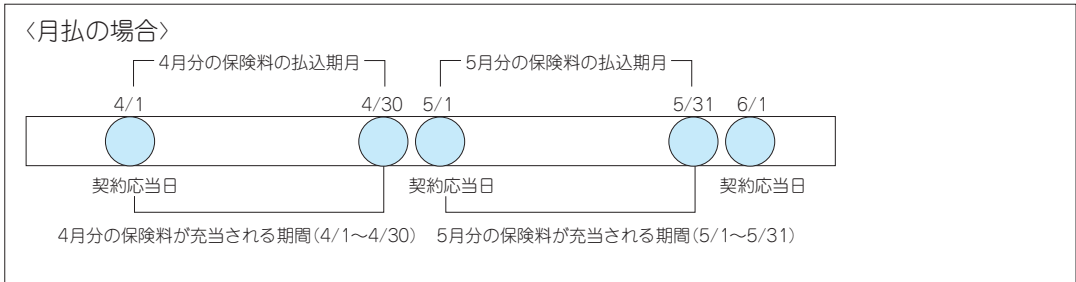 〈月払の場合〉
4月分の保険料の払込期月 5月分の保険料の払込期月
4/1 4/30 5/1 5/31 6/1
契約応当日 契約応当日 契約応当日
4月分の保険料が充当される期間(4/1〜4/30) 5月分の保険料が充当される期間(5/1〜5/31)